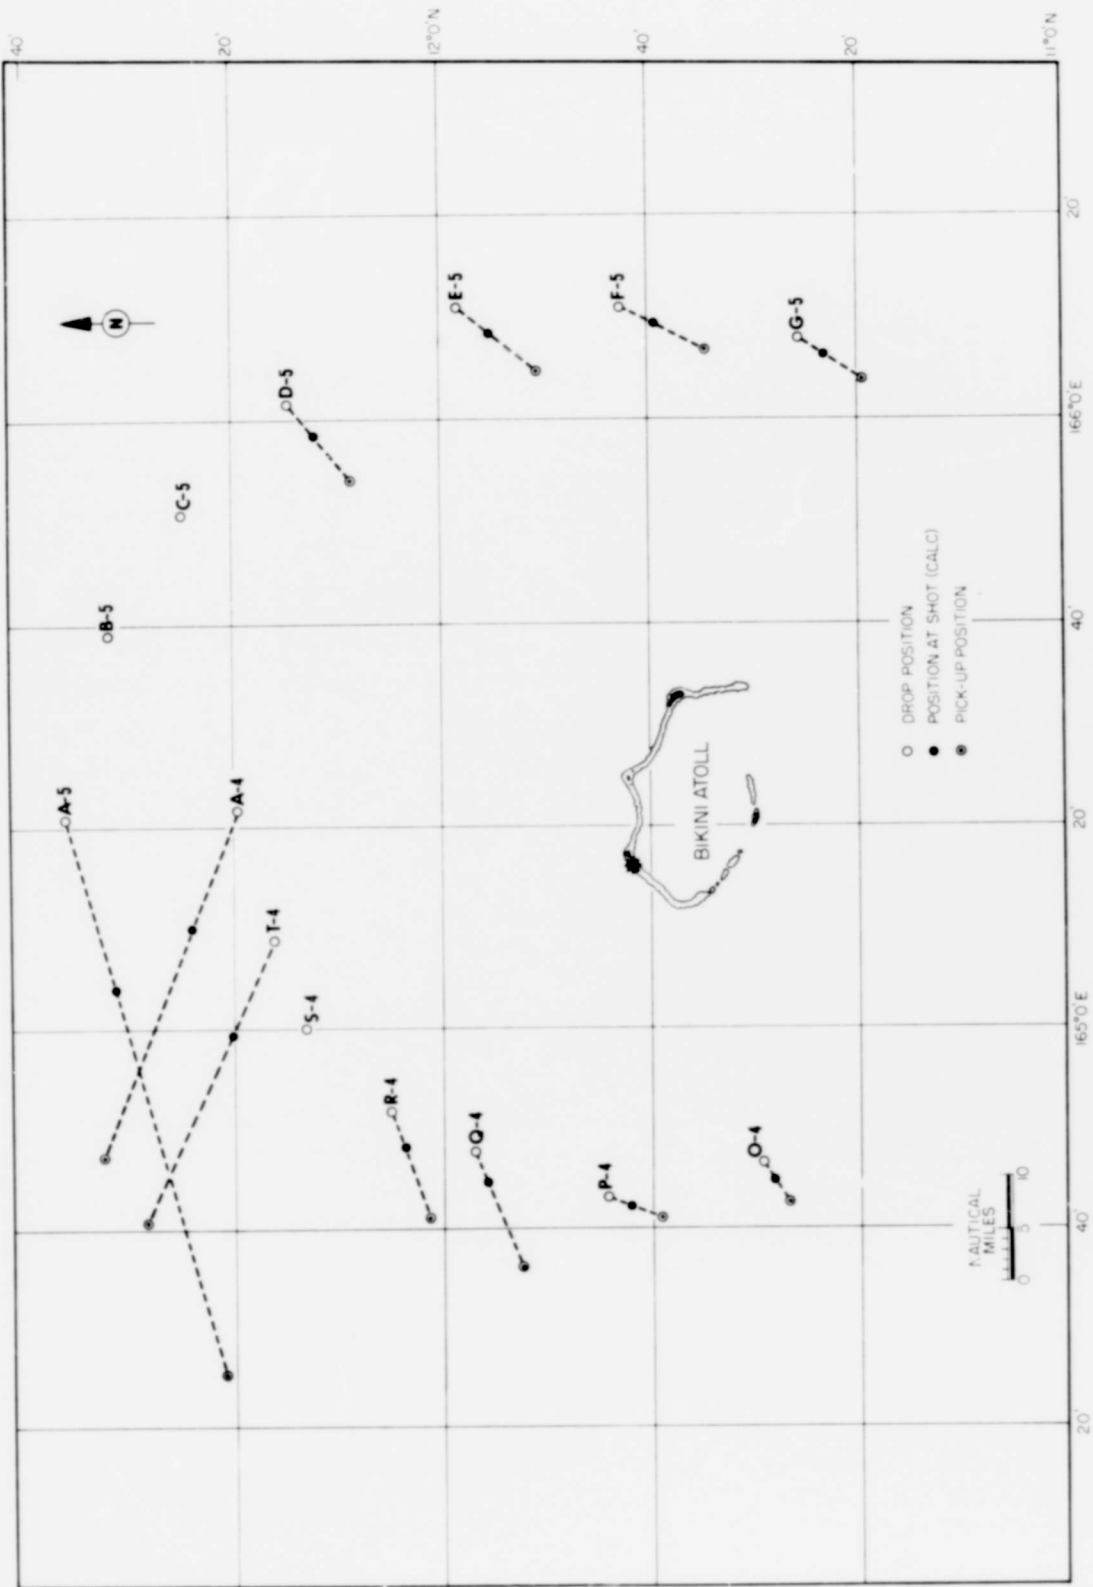 40'
20'
12°0'N
40'
20'
11°0'N
N
A-5
B-5
C-5
A-4
T-4
S-4
D-5
R-4
Q-4
E-5
P-4
F-5
O-4
G-5
BIKINI ATOLL
○ DROP POSITION
● POSITION AT SHOT (CALC)
◉ PICK-UP POSITION
NAUTICAL
MILES
0 5 10
20'
40'
165°0'E
20'
40'
166°0'E
20'